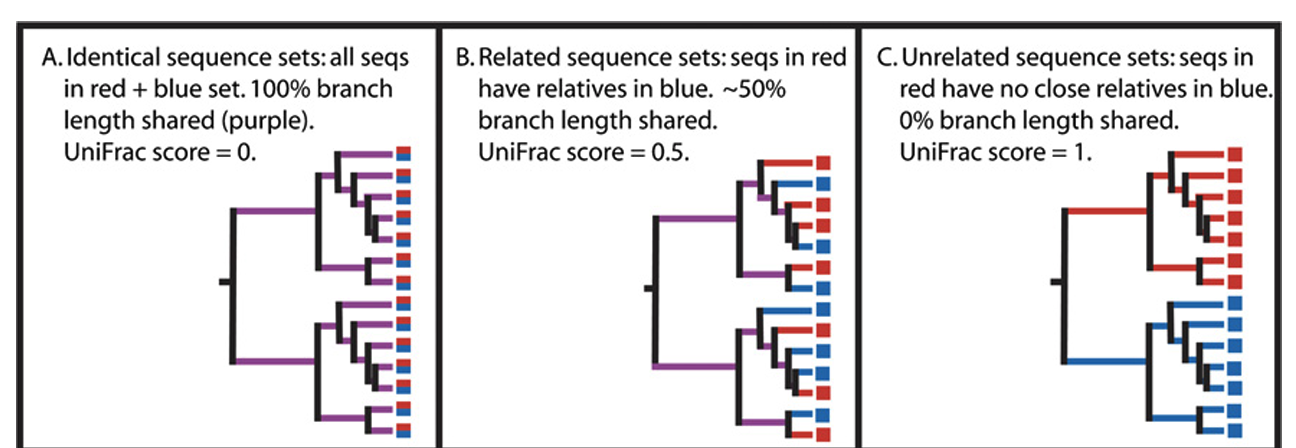 A. Identical sequence sets: all seqs
in red + blue set. 100% branch
length shared (purple).
UniFrac score = 0.
B. Related sequence sets: seqs in red
have relatives in blue. ~50%
branch length shared.
UniFrac score = 0.5.
C. Unrelated sequence sets: seqs in
red have no close relatives in blue.
0% branch length shared.
UniFrac score = 1.